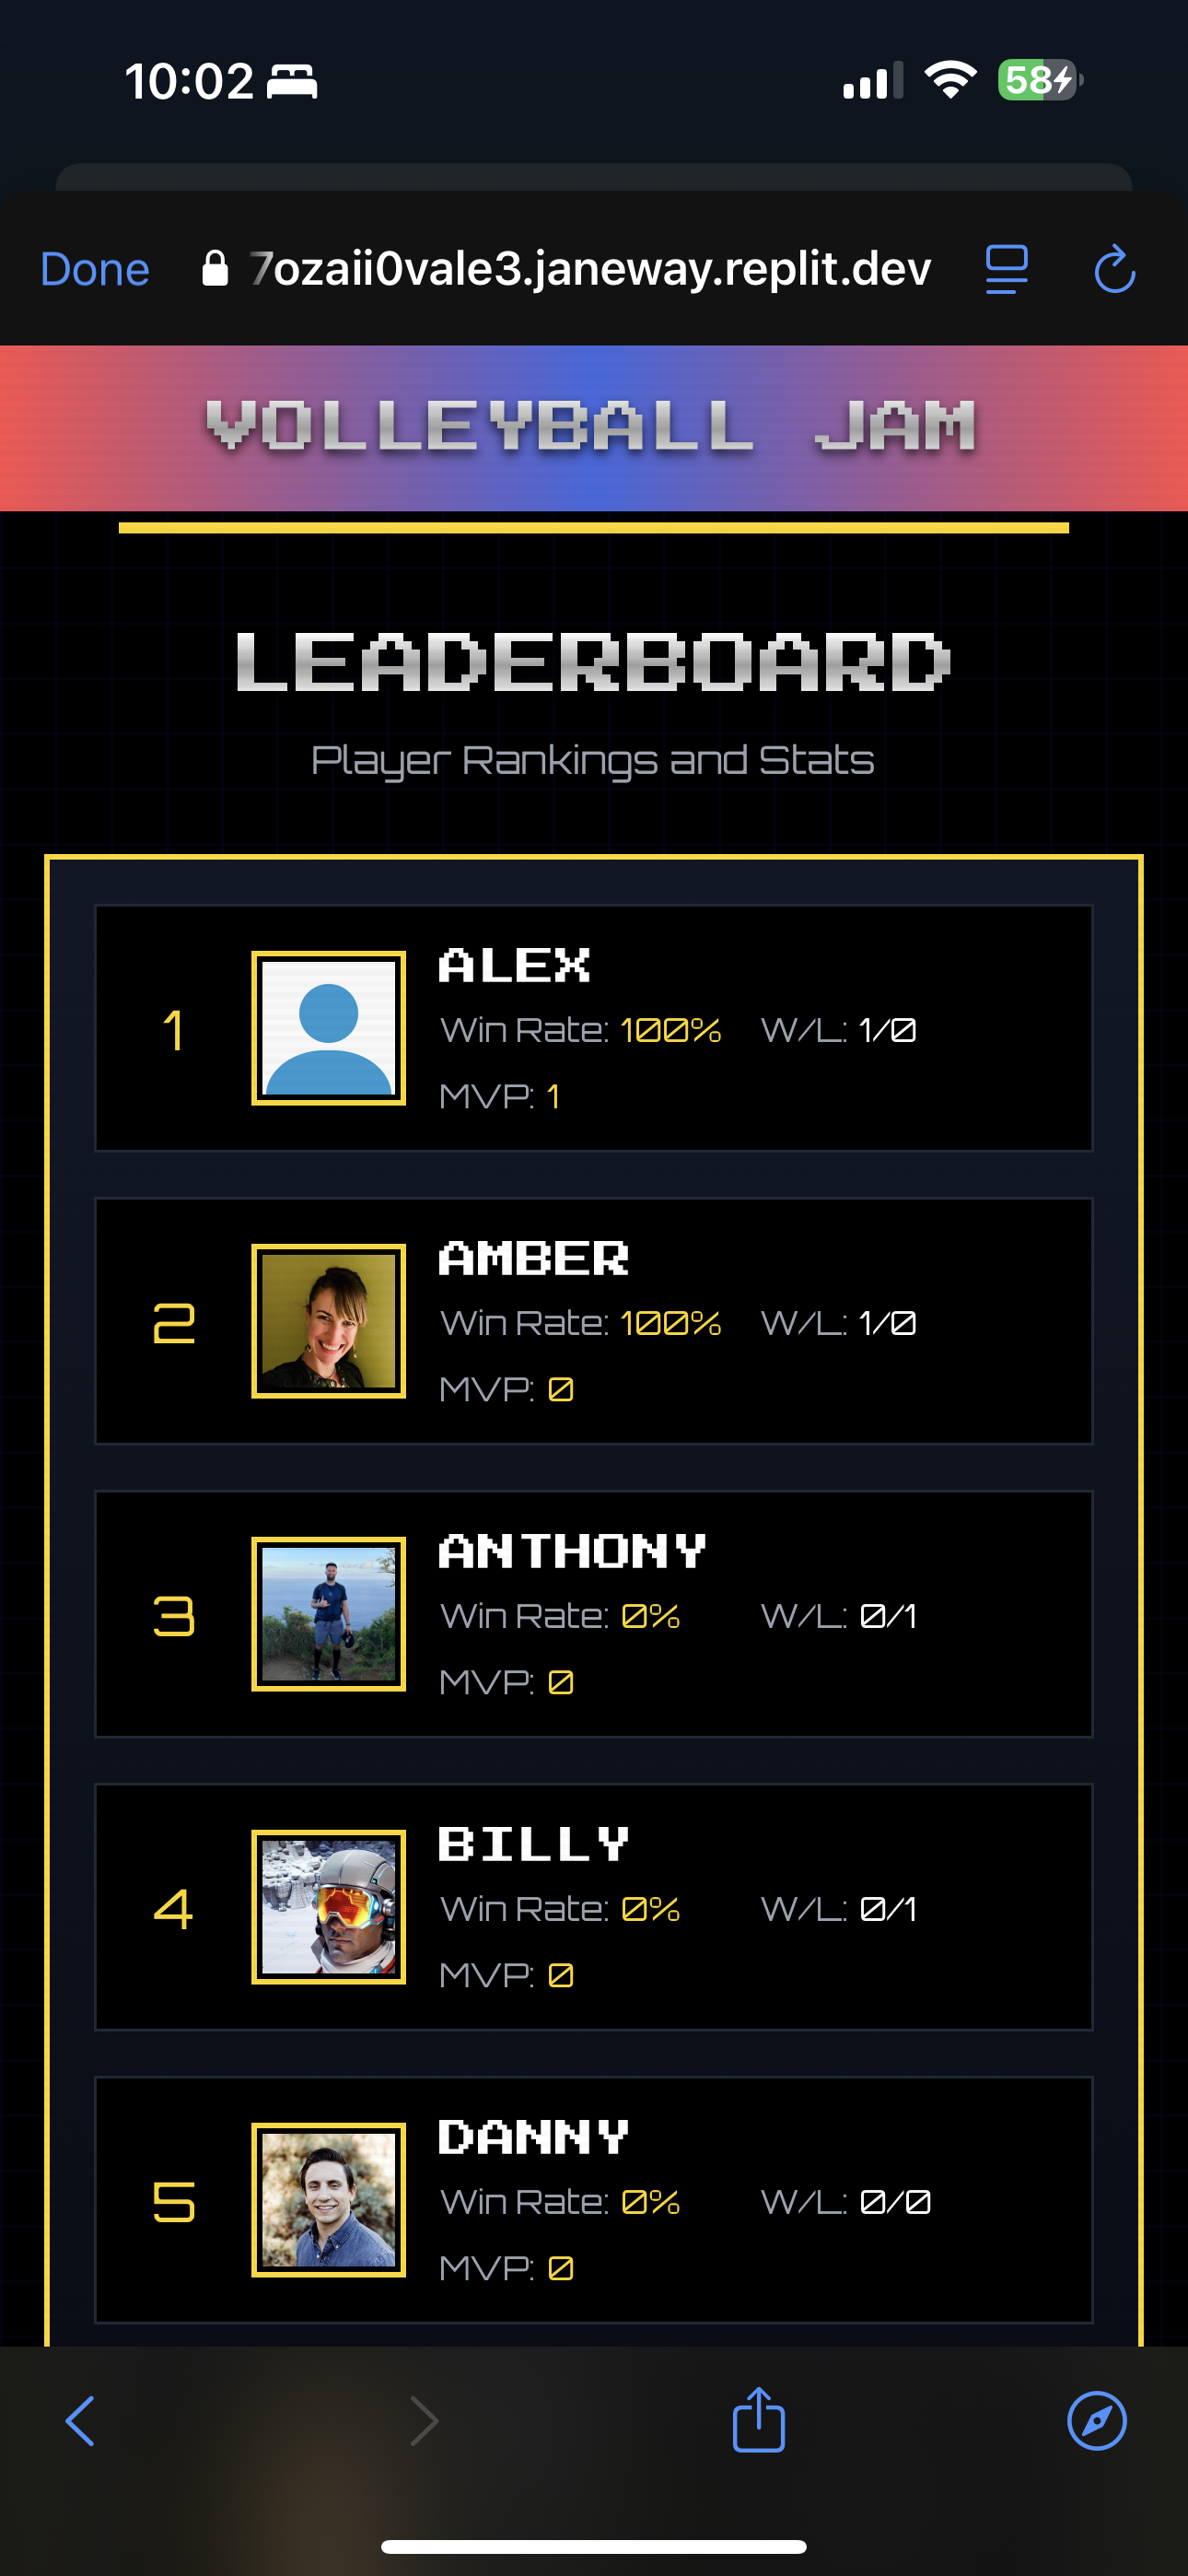 10:02
58
Done 7ozaii0vale3.janeway.replit.dev
VOLLEYBALL JAM
LEADERBOARD
Player Rankings and Stats
1
ALEX
Win Rate: 100% W/L: 1/0
MVP: 1
2
AMBER
Win Rate: 100% W/L: 1/0
MVP: 0
3
ANTHONY
Win Rate: 0% W/L: 0/1
MVP: 0
4
BILLY
Win Rate: 0% W/L: 0/1
MVP: 0
5
DANNY
Win Rate: 0% W/L: 0/0
MVP: 0